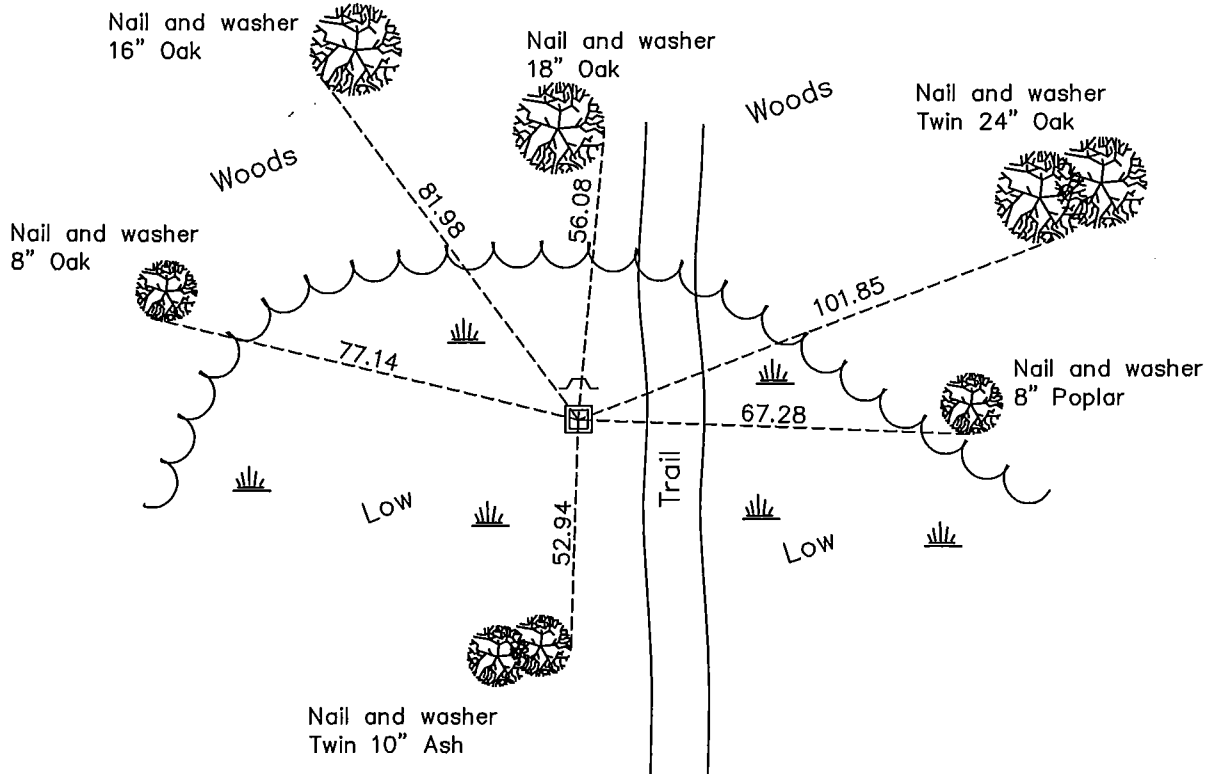 Nail and washer
16" Oak
Nail and washer
18" Oak
Woods
Nail and washer
Twin 24" Oak
Woods
Nail and washer
8" Oak
81.98
56.08
101.85
77.14
67.28
Nail and washer
8" Poplar
Trail
Low
52.94
Low
Nail and washer
Twin 10" Ash